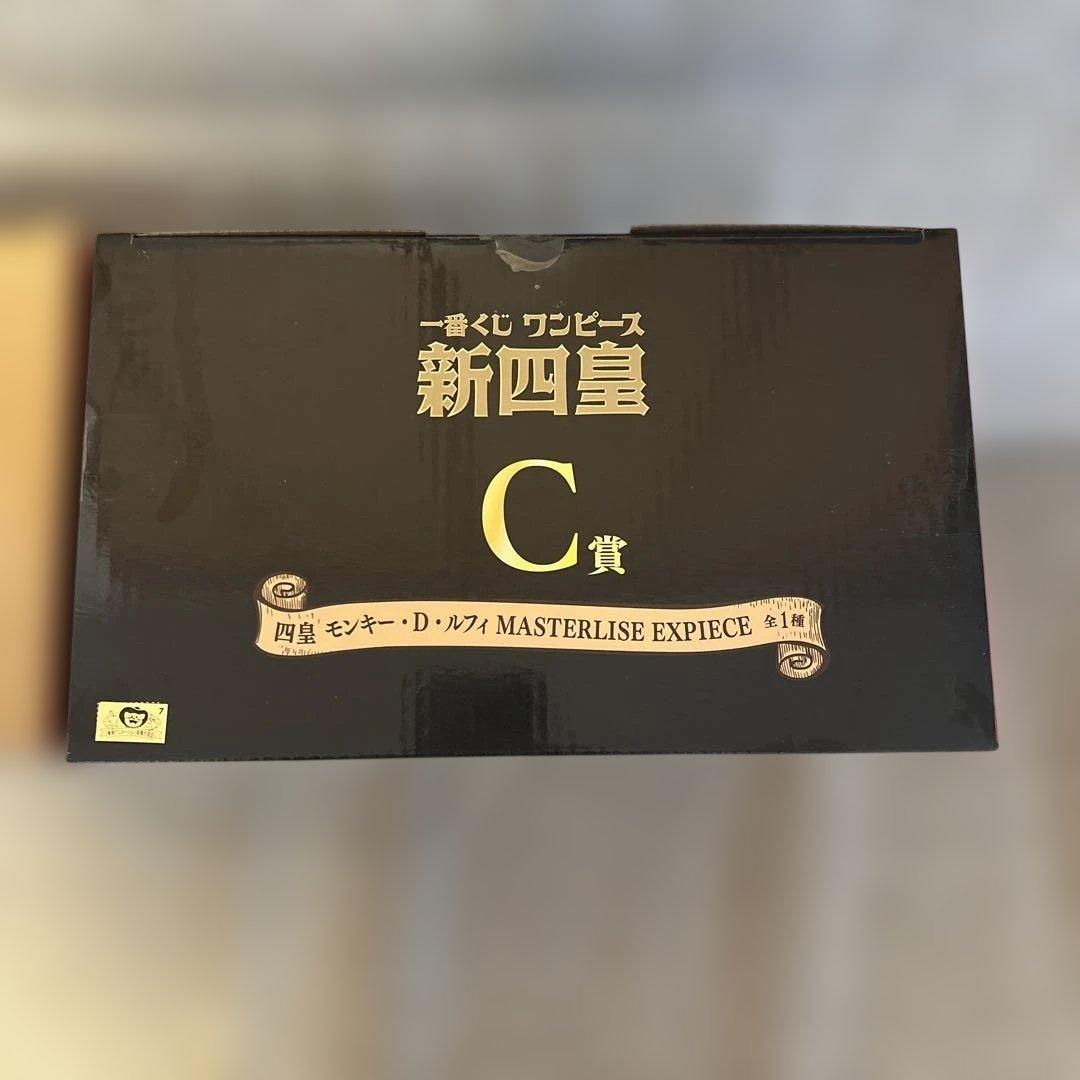 一番くじ ワンピース
新四皇
C賞
四皇 モンキー・D・ルフィ MASTERLISE EXPIECE 全1種
7